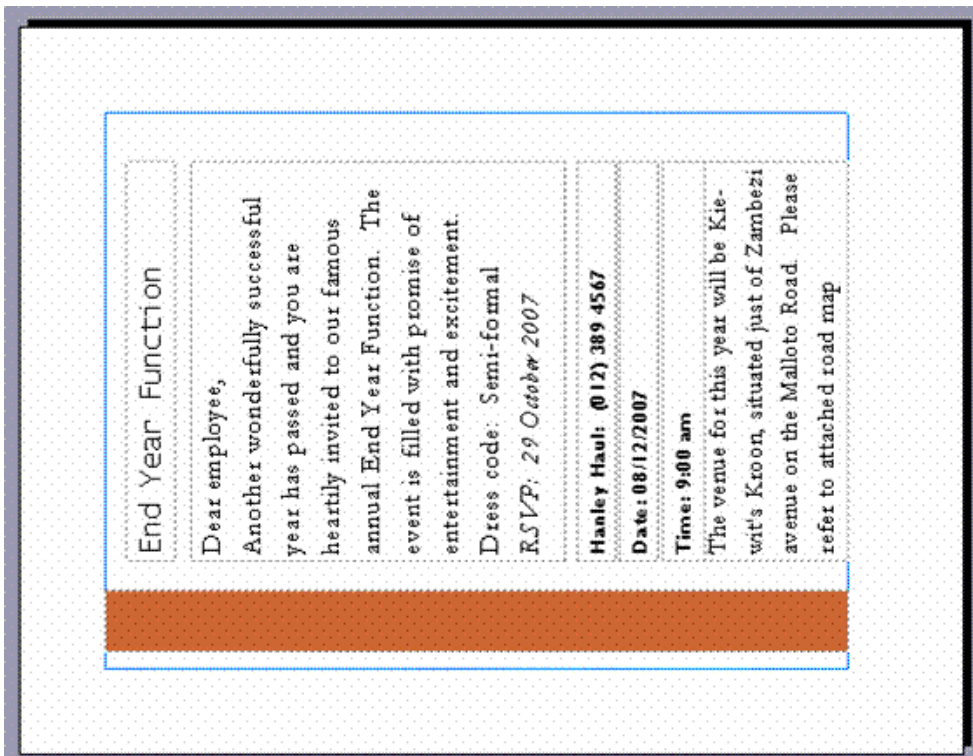 End Year Function
Dear employee,
Another wonderfully successful
year has passed and you are
heartily invited to our famous
annual End Year Function. The
event is filled with promise of
entertainment and excitement.
Dress code: Semi-formal
RSVP: 29 October 2007
Hanley Haul: (012) 389 4567
Date: 08/12/2007
Time: 9:00 am
The venue for this year will be Kie-
wit's Kroon, situated just of Zambezi
avenue on the Malloto Road. Please
refer to attached road map